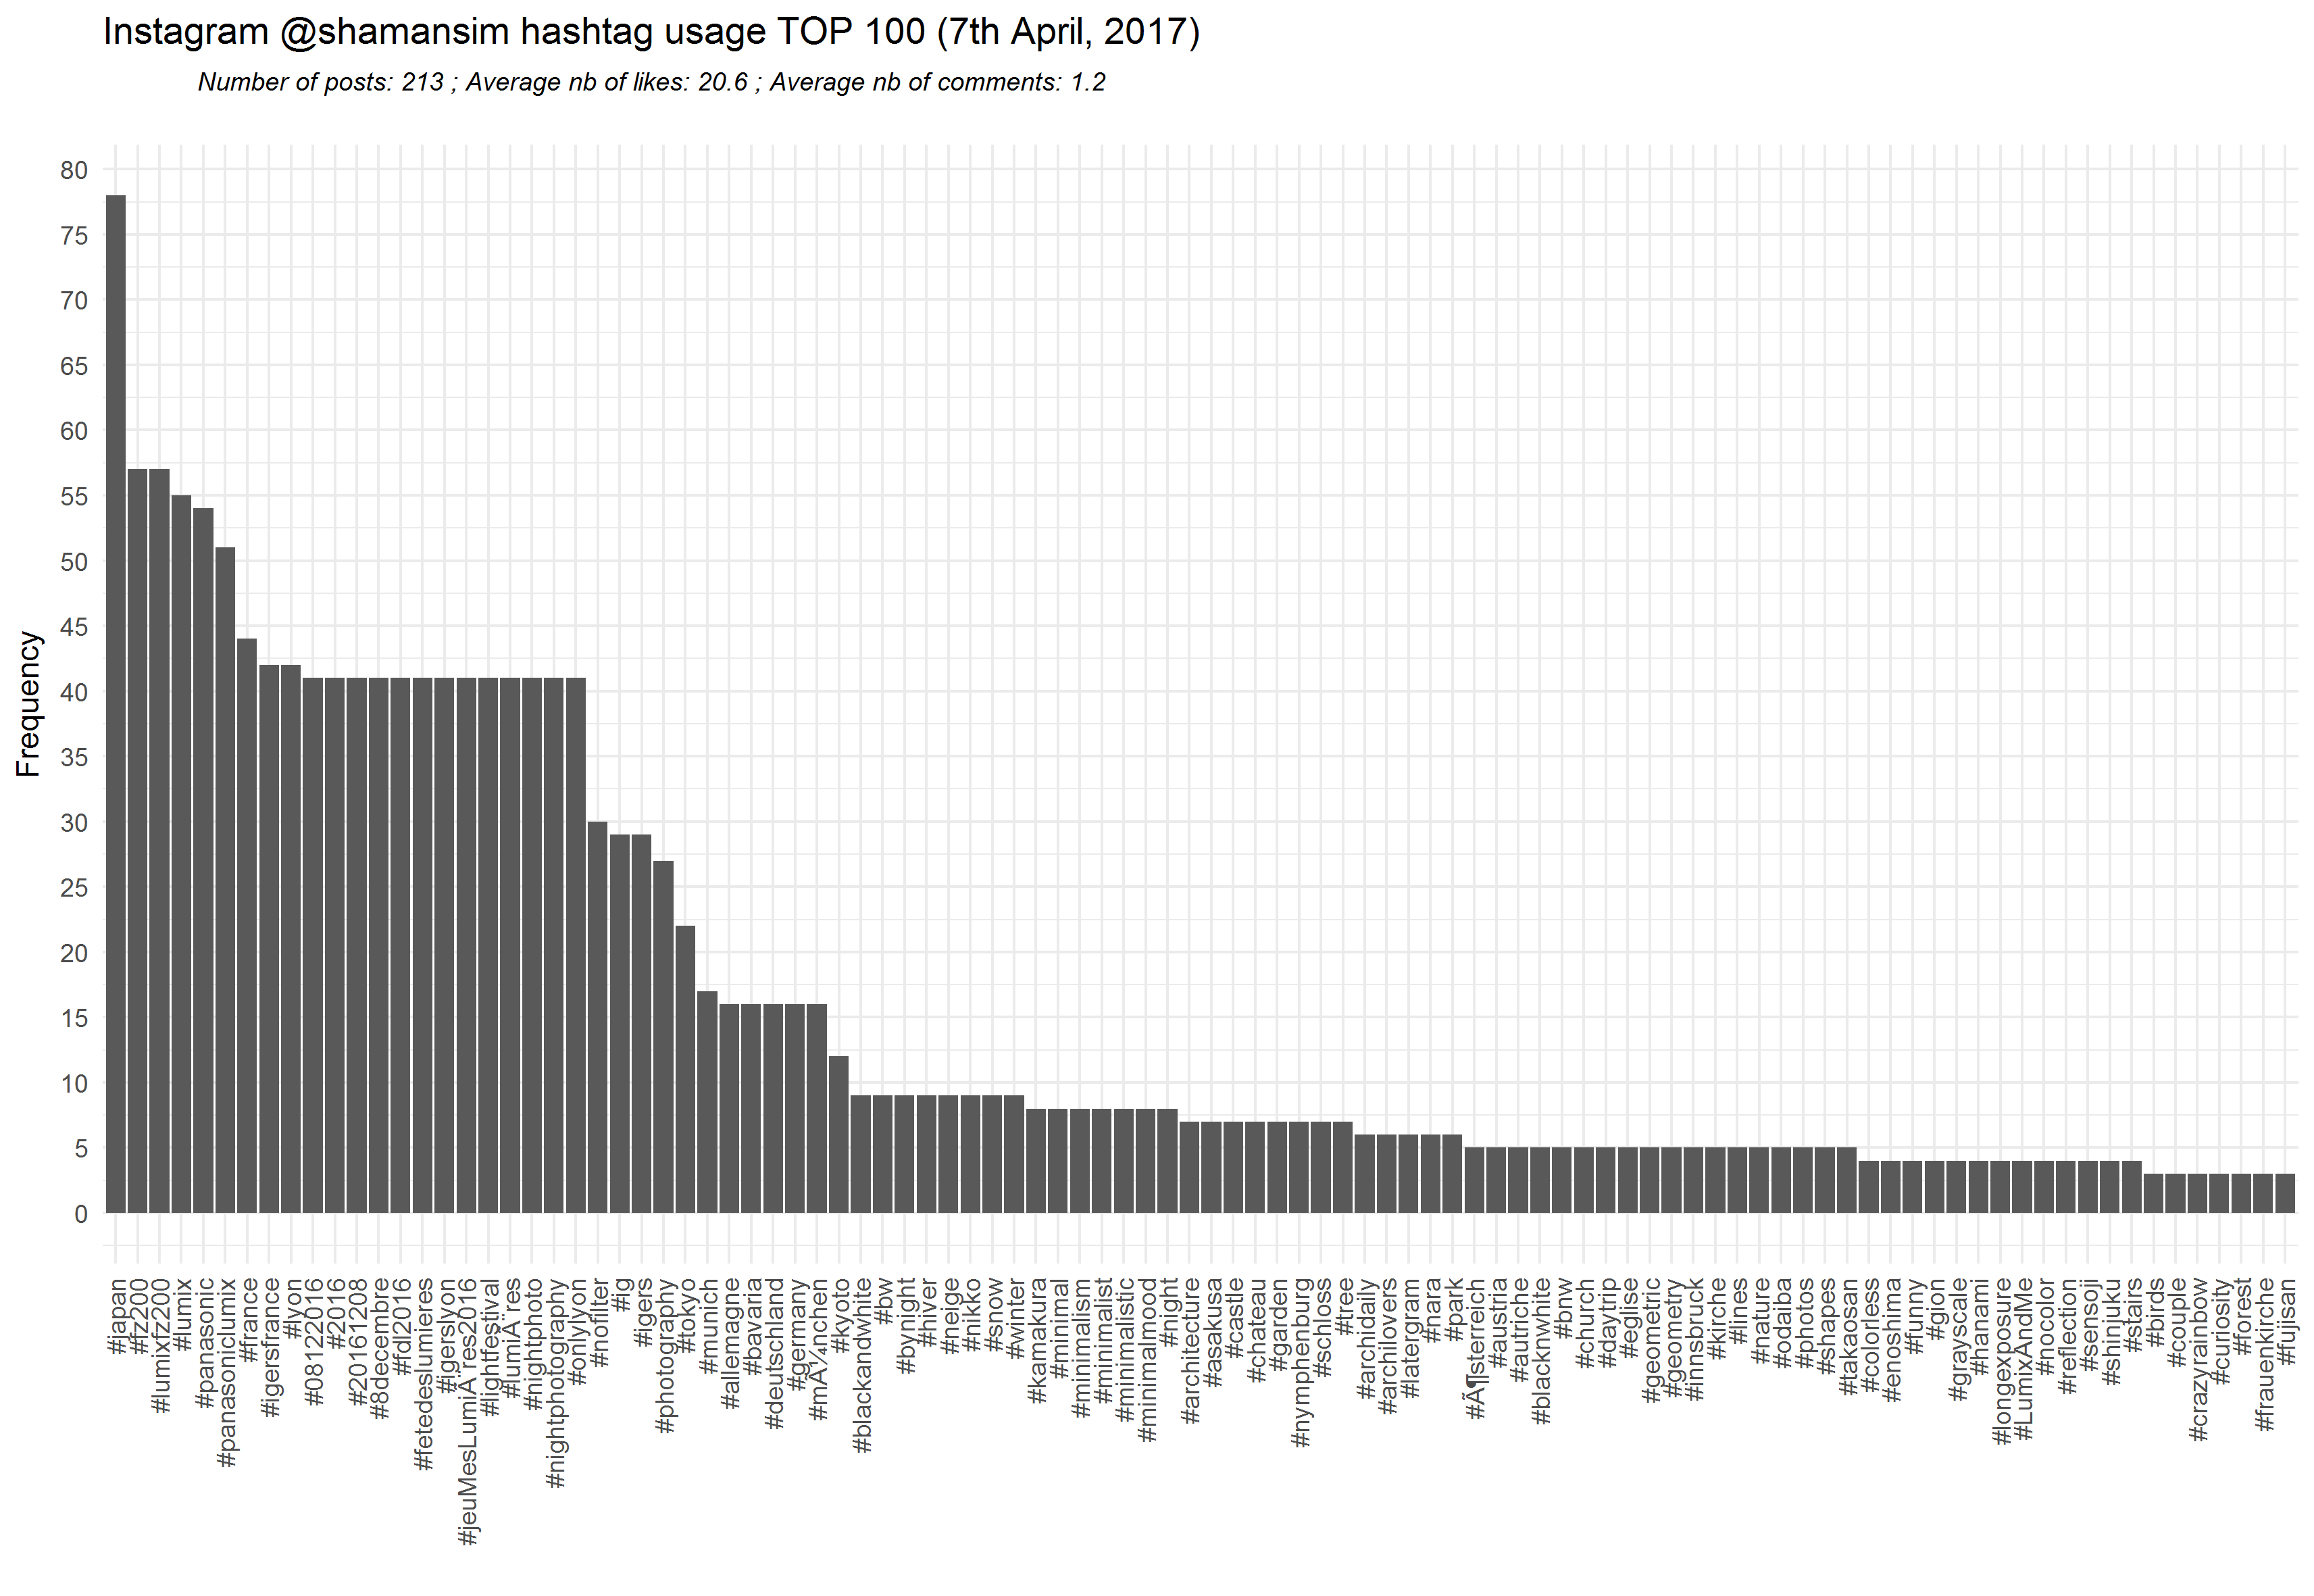 Instagram @shamansim hashtag usage TOP 100 (7th April, 2017)
Number of posts: 213 ; Average nb of likes: 20.6 ; Average nb of comments: 1.2
Frequency
80
75
70
65
60
55
50
45
40
35
30
25
20
15
10
5
0
#japan
#fz200
#lumixfz200
#lumix
#panasonic
#panasoniclumix
#france
#igersfrance
#lyon
#08122016
#2016
#20161208
#8decembre
#fdl2016
#fetedeslumieres
#igerslyon
#jeuMesLumiÃ¨res2016
#lightfestival
#lumiÃ¨res
#nightphoto
#nightphotography
#onlylyon
#nofilter
#ig
#igers
#photography
#tokyo
#munich
#allemagne
#bavaria
#deutschland
#germany
#mÃ¼nchen
#kyoto
#blackandwhite
#bw
#bynight
#hiver
#neige
#nikko
#snow
#winter
#kamakura
#minimal
#minimalism
#minimalist
#minimalistic
#minimalmood
#night
#architecture
#asakusa
#castle
#chateau
#garden
#nymphenburg
#schloss
#tree
#archidaily
#archilovers
#latergram
#nara
#park
#Ã¶sterreich
#austria
#autriche
#blacknwhite
#bnw
#church
#daytrip
#eglise
#geometric
#geometry
#innsbruck
#kirche
#lines
#nature
#odaiba
#photos
#shapes
#takaosan
#colorless
#enoshima
#funny
#gion
#grayscale
#hanami
#longexposure
#LumixAndMe
#nocolor
#reflection
#sensoji
#shinjuku
#stairs
#birds
#couple
#crazyrainbow
#curiosity
#forest
#frauenkirche
#fujisan